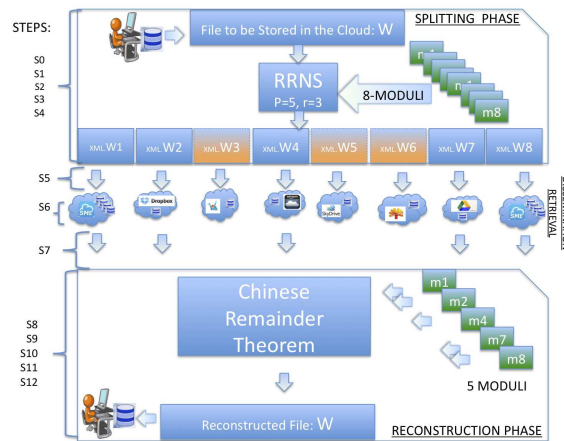 STEPS:
SPLITTING PHASE
File to be Stored in the Cloud: W
S0
S1
S2
S3
S4
RRNS
P=5, r=3
8-MODULI
m8
XML W1
XML W2
XML W3
XML W4
XML W5
XML W6
XML W7
XML W8
S5
S6
SME
Dropbox
SkyDrive
SME
RETRIEVAL
S7
S8
S9
S10
S11
S12
Chinese
Remainder
Theorem
m1
m2
m4
m7
m8
5 MODULI
Reconstructed File: W
RECONSTRUCTION PHASE